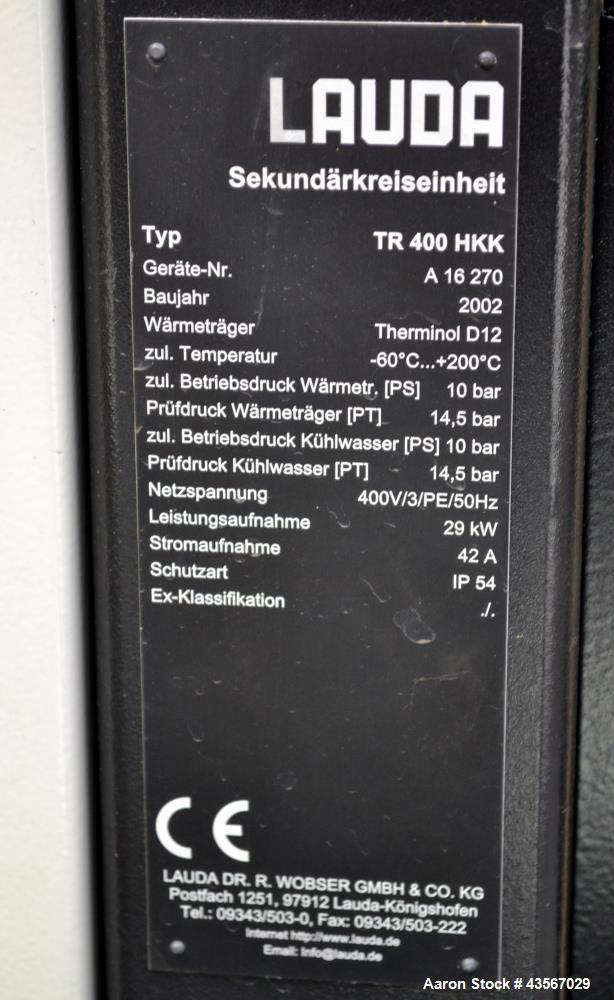 LAUDA
Sekundärkreiseinheit
Typ TR 400 HKK
Geräte-Nr. A 16 270
Baujahr 2002
Wärmeträger Therminol D12
zul. Temperatur -60°C...+200°C
zul. Betriebsdruck Wärmetr. [PS] 10 bar
Prüfdruck Wärmeträger [PT] 14,5 bar
zul. Betriebsdruck Kühlwasser [PS] 10 bar
Prüfdruck Kühlwasser [PT] 14,5 bar
Netzspannung 400V/3/PE/50Hz
Leistungsaufnahme 29 kW
Stromaufnahme 42 A
Schutzart IP 54
Ex-Klassifikation ./.
CE
LAUDA DR. R. WOBSER GMBH & CO. KG
Postfach 1251, 97912 Lauda-Königshofen
Tel.: 09343/503-0, Fax: 09343/503-222
Internet http://www.lauda.de
Email: info@lauda.de
Aaron Stock # 43567029